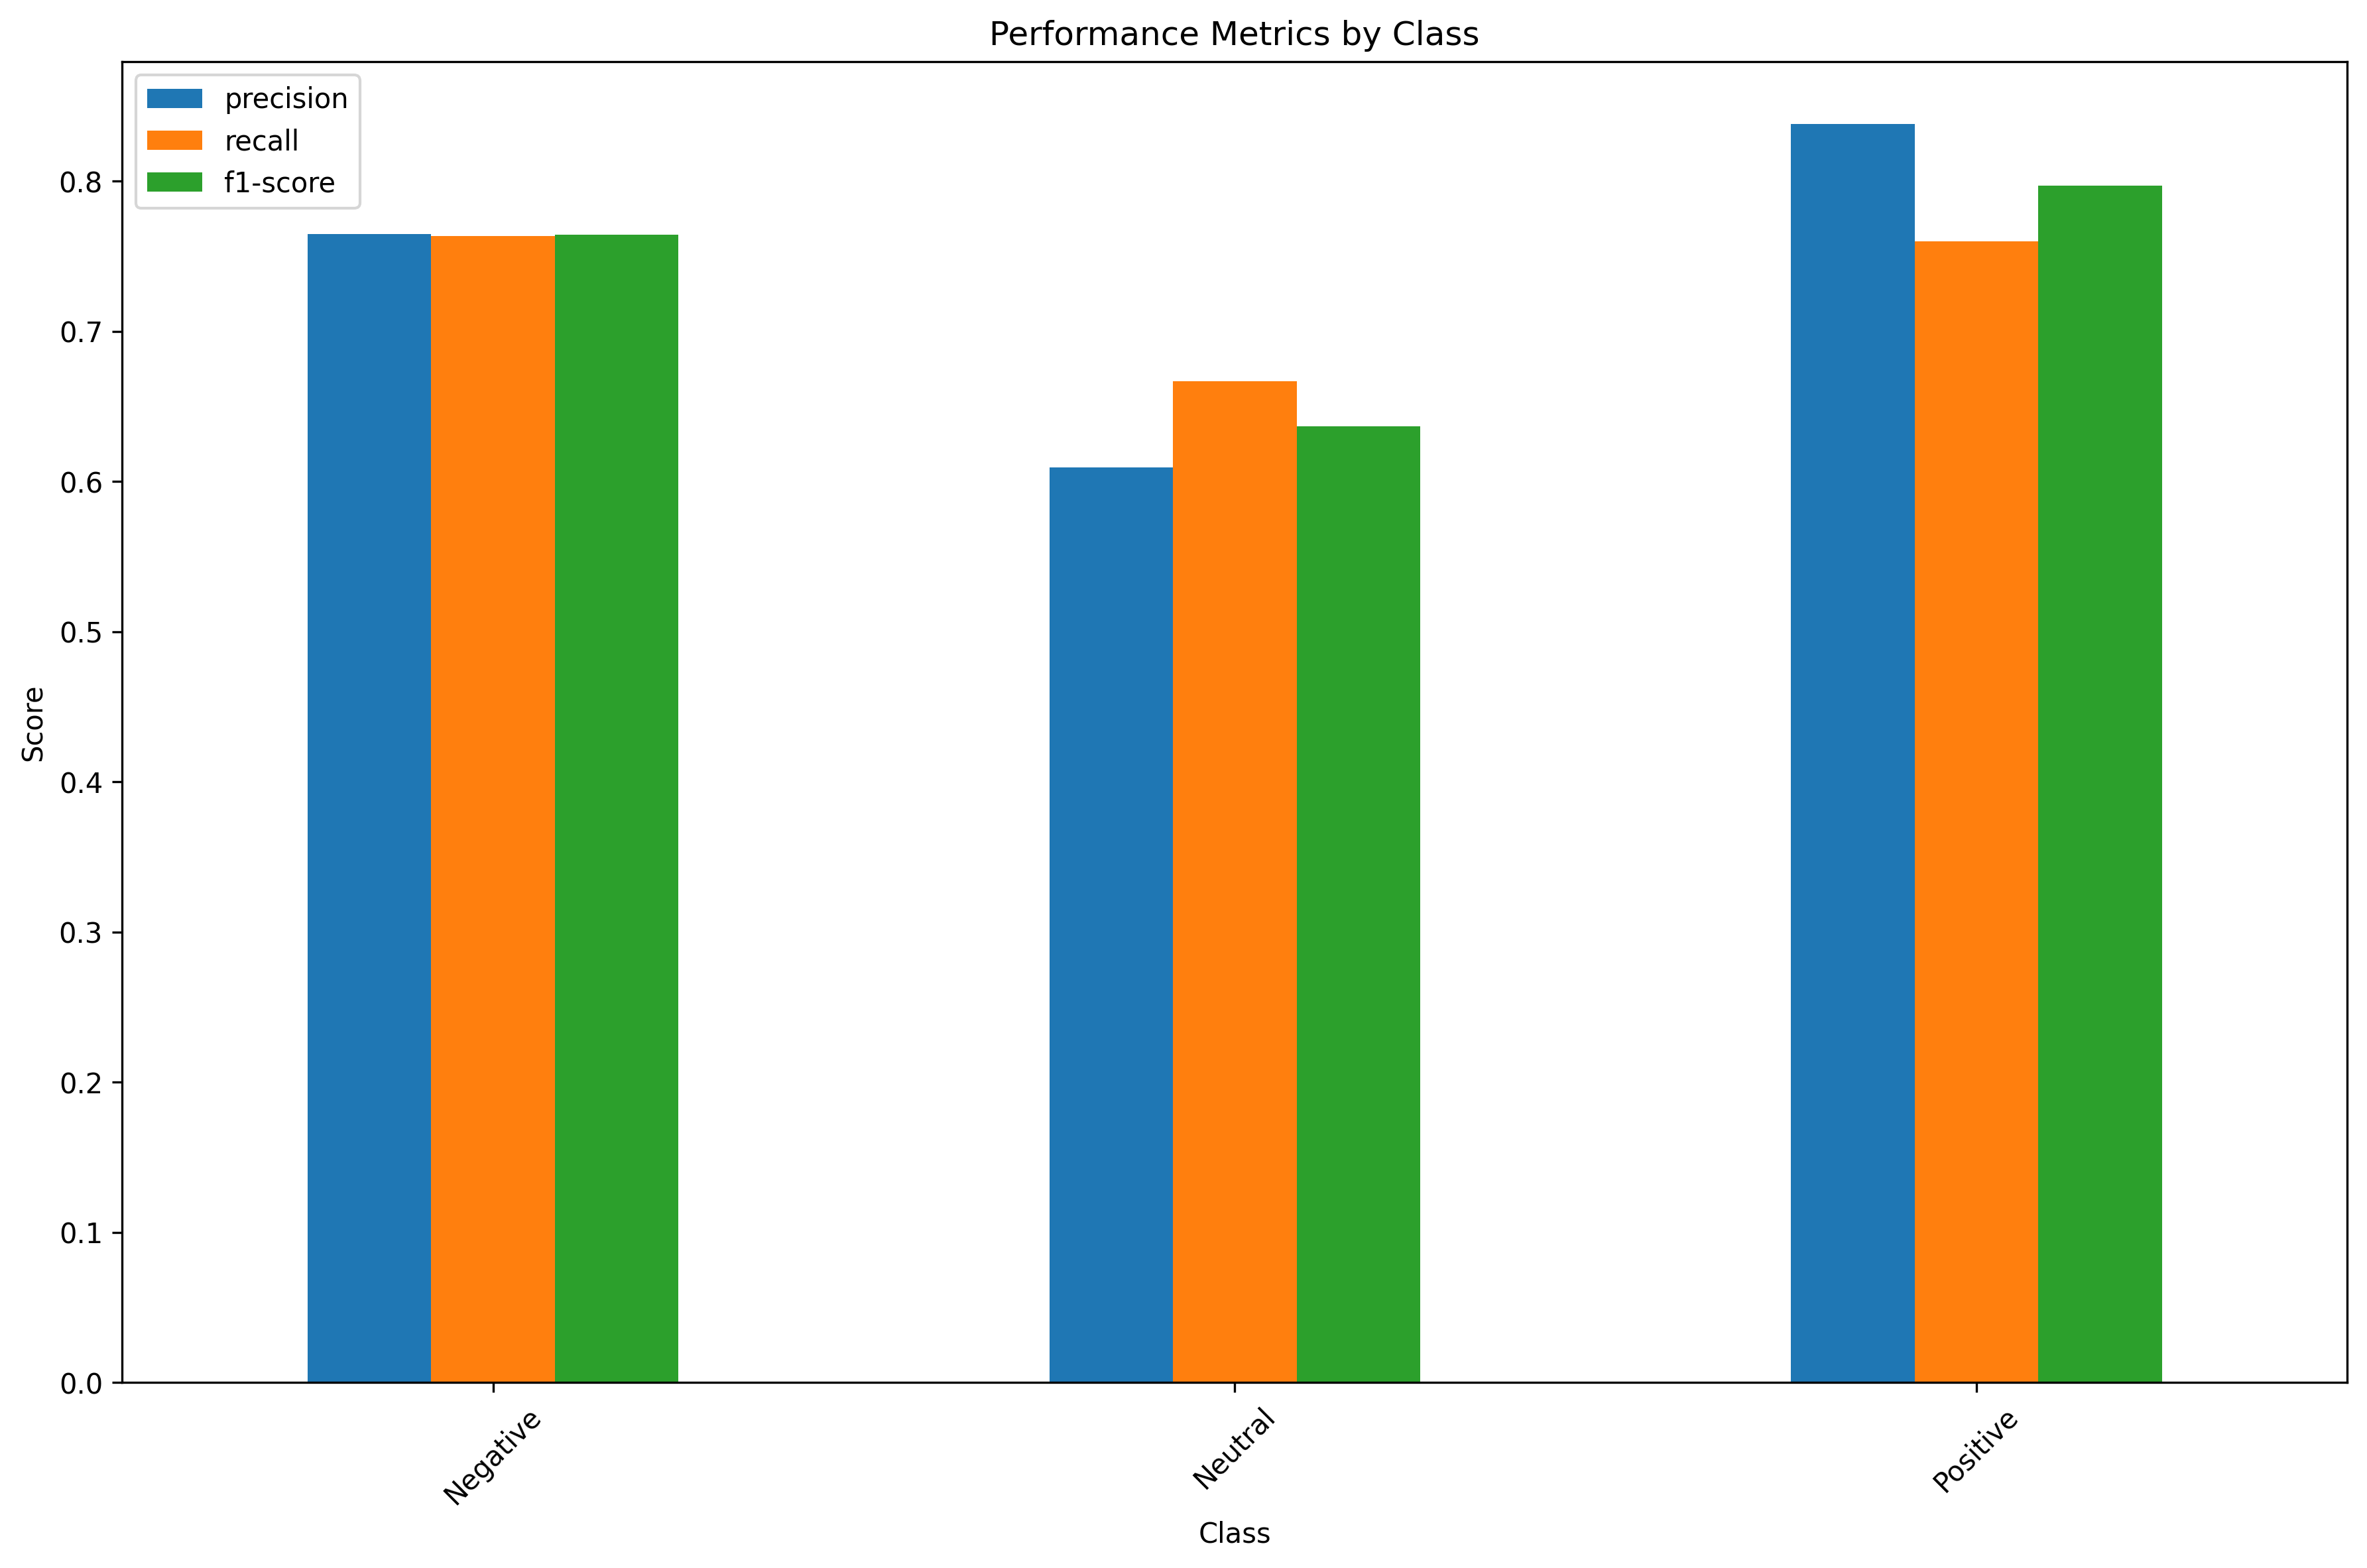 Performance Metrics by Class
precision
recall
f1-score
0.8
0.7
0.6
0.5
0.4
0.3
0.2
0.1
0.0
Score
Negative
Neutral
Positive
Class